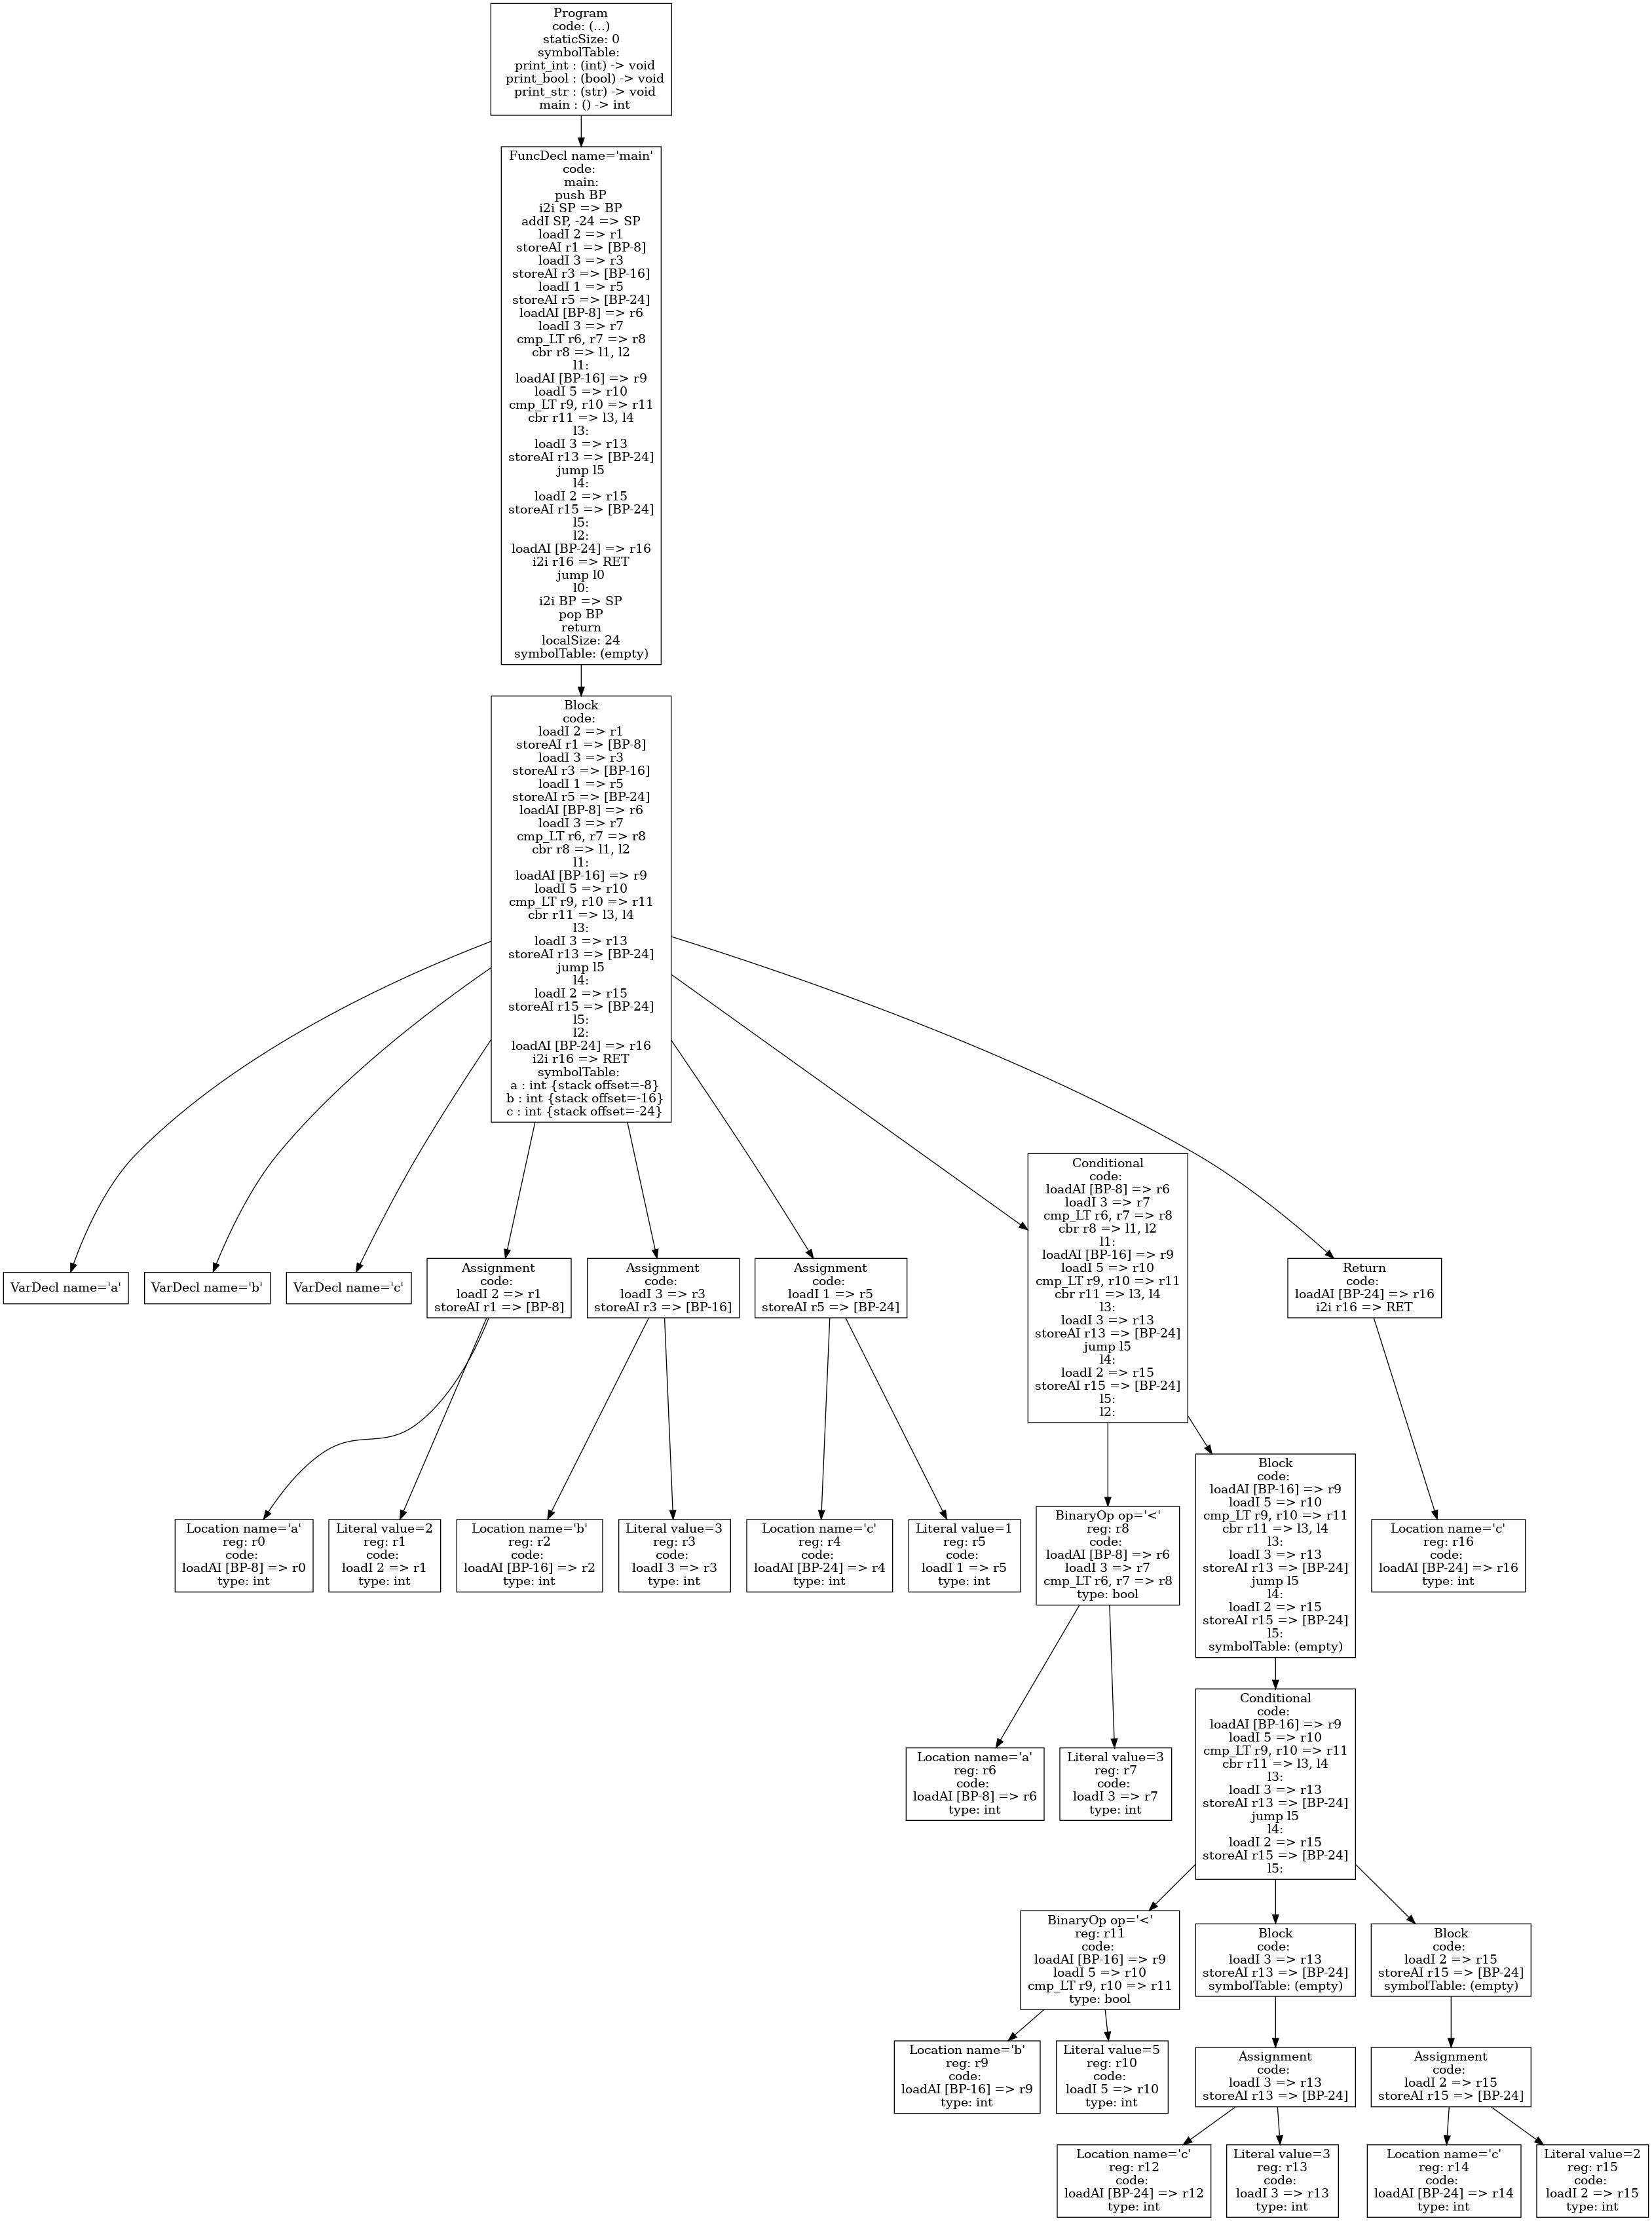 Program
code: (...)
staticSize: 0
symbolTable:
print_int : (int) -> void
print_bool : (bool) -> void
print_str : (str) -> void
main : () -> int
FuncDecl name='main'
code:
main:
push BP
i2i SP => BP
addI SP, -24 => SP
loadI 2 => r1
storeAI r1 => [BP-8]
loadI 3 => r3
storeAI r3 => [BP-16]
loadI 1 => r5
storeAI r5 => [BP-24]
loadAI [BP-8] => r6
loadI 3 => r7
cmp_LT r6, r7 => r8
cbr r8 => l1, l2
l1:
loadAI [BP-16] => r9
loadI 5 => r10
cmp_LT r9, r10 => r11
cbr r11 => l3, l4
l3:
loadI 3 => r13
storeAI r13 => [BP-24]
jump l5
l4:
loadI 2 => r15
storeAI r15 => [BP-24]
l5:
l2:
loadAI [BP-24] => r16
i2i r16 => RET
jump l0
l0:
i2i BP => SP
pop BP
return
localSize: 24
symbolTable: (empty)
Block
code:
loadI 2 => r1
storeAI r1 => [BP-8]
loadI 3 => r3
storeAI r3 => [BP-16]
loadI 1 => r5
storeAI r5 => [BP-24]
loadAI [BP-8] => r6
loadI 3 => r7
cmp_LT r6, r7 => r8
cbr r8 => l1, l2
l1:
loadAI [BP-16] => r9
loadI 5 => r10
cmp_LT r9, r10 => r11
cbr r11 => l3, l4
l3:
loadI 3 => r13
storeAI r13 => [BP-24]
jump l5
l4:
loadI 2 => r15
storeAI r15 => [BP-24]
l5:
l2:
loadAI [BP-24] => r16
i2i r16 => RET
symbolTable:
a : int {stack offset=-8}
b : int {stack offset=-16}
c : int {stack offset=-24}
VarDecl name='a'
VarDecl name='b'
VarDecl name='c'
Assignment
code:
loadI 2 => r1
storeAI r1 => [BP-8]
Assignment
code:
loadI 3 => r3
storeAI r3 => [BP-16]
Assignment
code:
loadI 1 => r5
storeAI r5 => [BP-24]
Conditional
code:
loadAI [BP-8] => r6
loadI 3 => r7
cmp_LT r6, r7 => r8
cbr r8 => l1, l2
l1:
loadAI [BP-16] => r9
loadI 5 => r10
cmp_LT r9, r10 => r11
cbr r11 => l3, l4
l3:
loadI 3 => r13
storeAI r13 => [BP-24]
jump l5
l4:
loadI 2 => r15
storeAI r15 => [BP-24]
l5:
l2:
Return
code:
loadAI [BP-24] => r16
i2i r16 => RET
Location name='a'
reg: r0
code:
loadAI [BP-8] => r0
type: int
Literal value=2
reg: r1
code:
loadI 2 => r1
type: int
Location name='b'
reg: r2
code:
loadAI [BP-16] => r2
type: int
Literal value=3
reg: r3
code:
loadI 3 => r3
type: int
Location name='c'
reg: r4
code:
loadAI [BP-24] => r4
type: int
Literal value=1
reg: r5
code:
loadI 1 => r5
type: int
BinaryOp op='<'
reg: r8
code:
loadAI [BP-8] => r6
loadI 3 => r7
cmp_LT r6, r7 => r8
type: bool
Block
code:
loadAI [BP-16] => r9
loadI 5 => r10
cmp_LT r9, r10 => r11
cbr r11 => l3, l4
l3:
loadI 3 => r13
storeAI r13 => [BP-24]
jump l5
l4:
loadI 2 => r15
storeAI r15 => [BP-24]
l5:
symbolTable: (empty)
Location name='c'
reg: r16
code:
loadAI [BP-24] => r16
type: int
Location name='a'
reg: r6
code:
loadAI [BP-8] => r6
type: int
Literal value=3
reg: r7
code:
loadI 3 => r7
type: int
Conditional
code:
loadAI [BP-16] => r9
loadI 5 => r10
cmp_LT r9, r10 => r11
cbr r11 => l3, l4
l3:
loadI 3 => r13
storeAI r13 => [BP-24]
jump l5
l4:
loadI 2 => r15
storeAI r15 => [BP-24]
l5:
BinaryOp op='<'
reg: r11
code:
loadAI [BP-16] => r9
loadI 5 => r10
cmp_LT r9, r10 => r11
type: bool
Block
code:
loadI 3 => r13
storeAI r13 => [BP-24]
symbolTable: (empty)
Block
code:
loadI 2 => r15
storeAI r15 => [BP-24]
symbolTable: (empty)
Location name='b'
reg: r9
code:
loadAI [BP-16] => r9
type: int
Literal value=5
reg: r10
code:
loadI 5 => r10
type: int
Assignment
code:
loadI 3 => r13
storeAI r13 => [BP-24]
Assignment
code:
loadI 2 => r15
storeAI r15 => [BP-24]
Location name='c'
reg: r12
code:
loadAI [BP-24] => r12
type: int
Literal value=3
reg: r13
code:
loadI 3 => r13
type: int
Location name='c'
reg: r14
code:
loadAI [BP-24] => r14
type: int
Literal value=2
reg: r15
code:
loadI 2 => r15
type: int